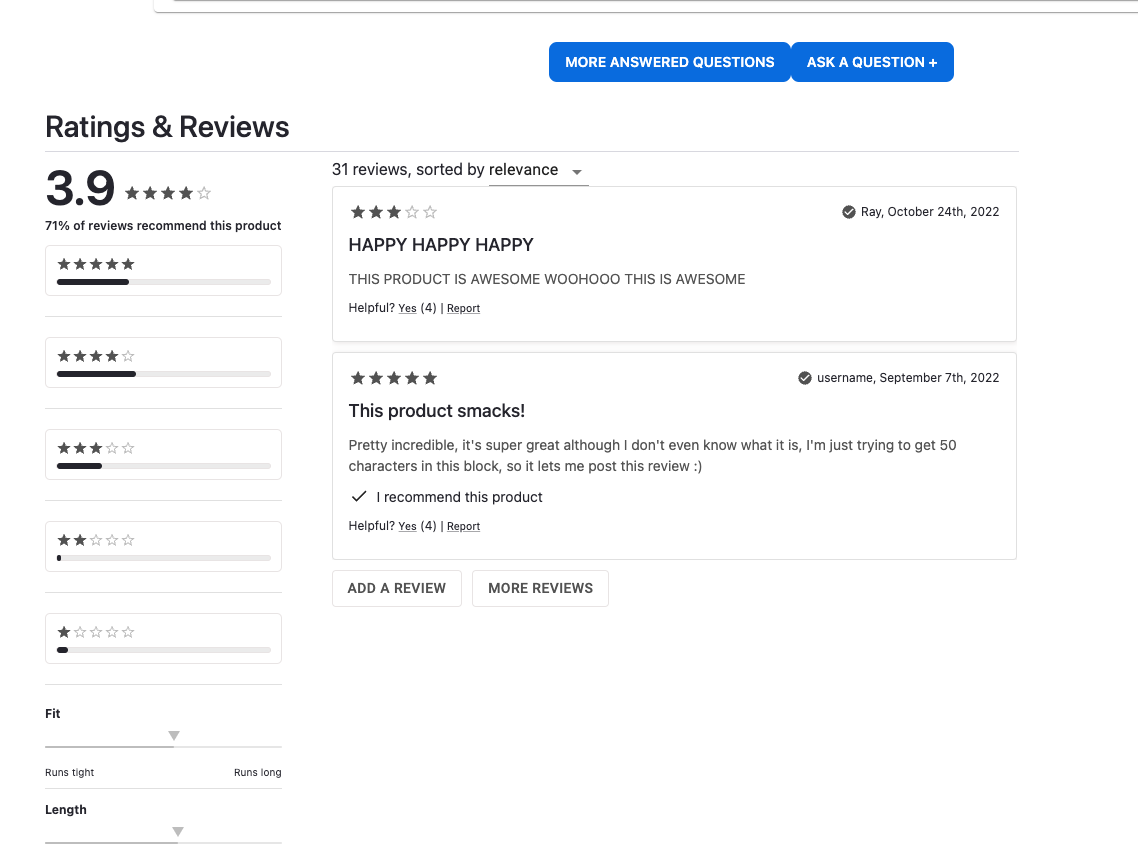 MORE ANSWERED QUESTIONS
ASK A QUESTION +
Ratings & Reviews
3.9
71% of reviews recommend this product
Fit
Runs tight
Runs long
Length
31 reviews, sorted by relevance
Ray, October 24th, 2022
HAPPY HAPPY HAPPY
THIS PRODUCT IS AWESOME WOOHOOO THIS IS AWESOME
Helpful? Yes (4) | Report
username, September 7th, 2022
This product smacks!
Pretty incredible, it's super great although I don't even know what it is, I'm just trying to get 50
characters in this block, so it lets me post this review :)
I recommend this product
Helpful? Yes (4) | Report
ADD A REVIEW
MORE REVIEWS